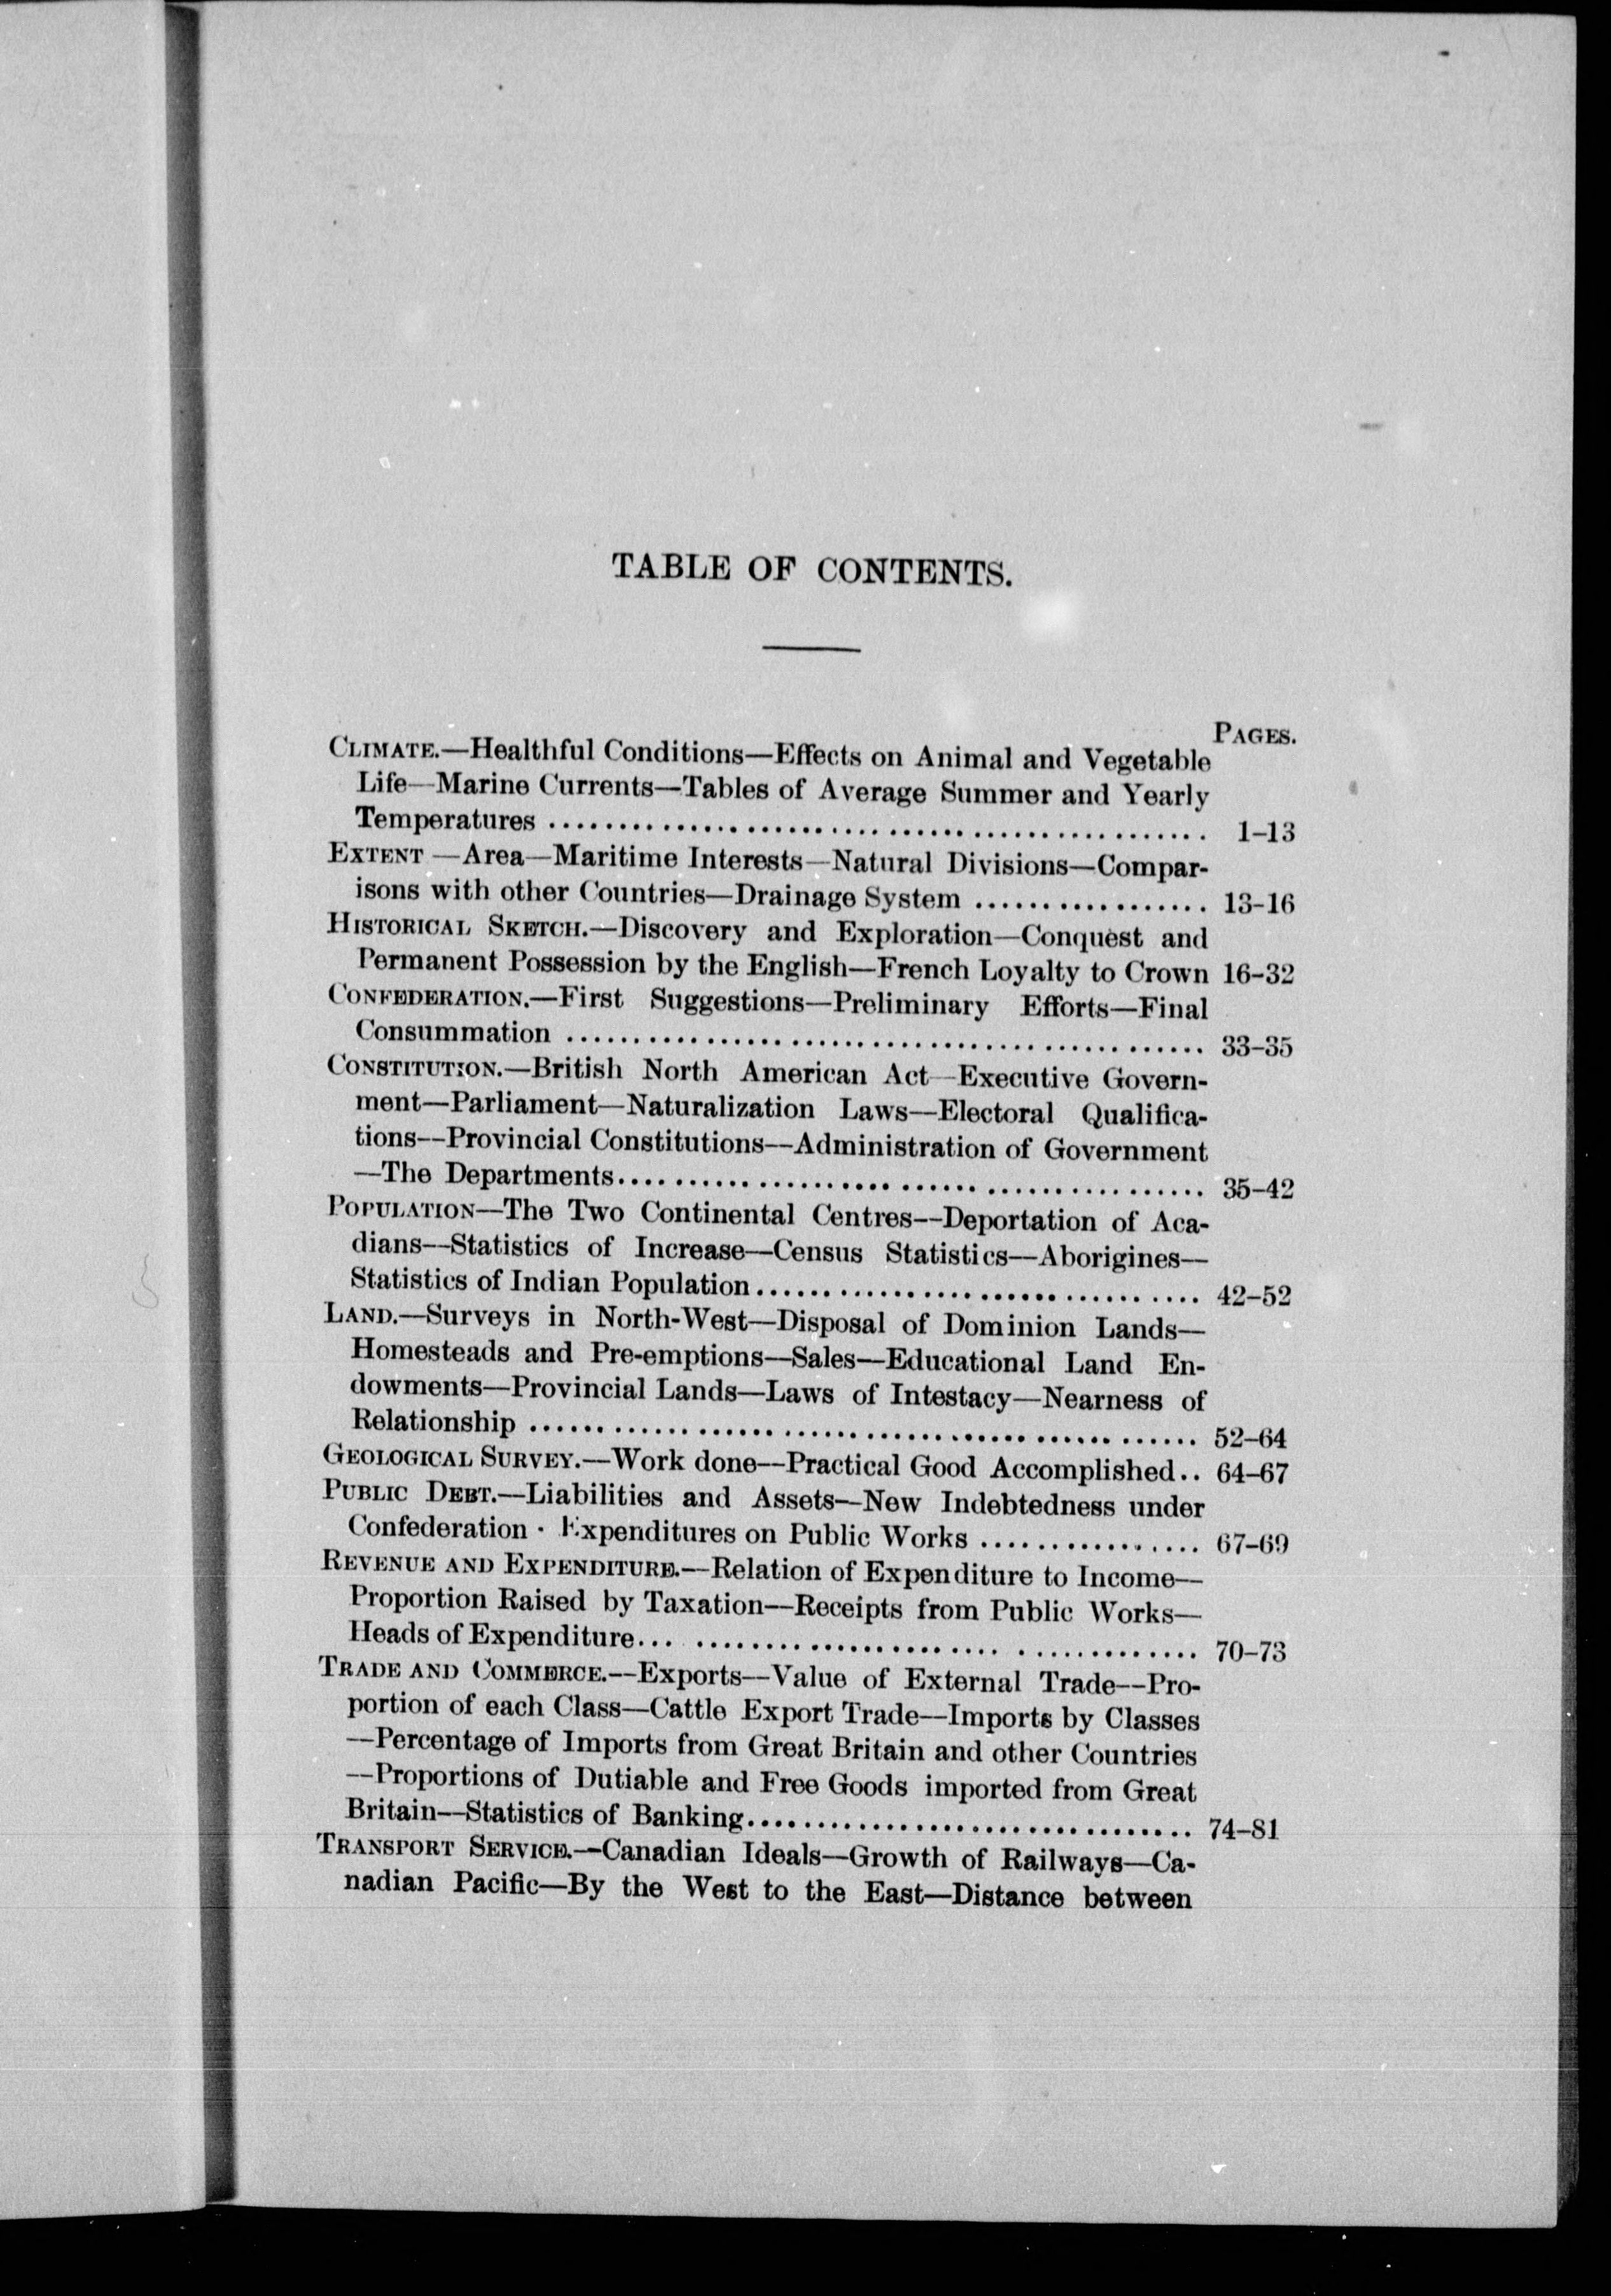 TABLE OF CONTENTS.
PAGES.
CLIMATE.—Healthful Conditions—Effects on Animal and Vegetable
Life—Marine Currents—Tables of Average Summer and Yearly
Temperatures ................................................ 1-13
EXTENT —Area—Maritime Interests—Natural Divisions—Compar-
isons with other Countries—Drainage System .................. 13-16
HISTORICAL SKETCH.—Discovery and Exploration—Conquest and
Permanent Possession by the English—French Loyalty to Crown 16-32
CONFEDERATION.—First Suggestions—Preliminary Efforts—Final
Consummation ................................................ 33-35
CONSTITUTION.—British North American Act—Executive Govern-
ment—Parliament—Naturalization Laws—Electoral Qualifica-
tions—Provincial Constitutions—Administration of Government
—The Departments............................................. 35-42
POPULATION—The Two Continental Centres—Deportation of Aca-
dians—Statistics of Increase—Census Statistics—Aborigines—
Statistics of Indian Population.................................. 42-52
LAND.—Surveys in North-West—Disposal of Dominion Lands—
Homesteads and Pre-emptions—Sales—Educational Land En-
dowments—Provincial Lands—Laws of Intestacy—Nearness of
Relationship ................................................. 52-64
GEOLOGICAL SURVEY.—Work done—Practical Good Accomplished.. 64-67
PUBLIC DEBT.—Liabilities and Assets—New Indebtedness under
Confederation · Expenditures on Public Works ................ 67-69
REVENUE AND EXPENDITURE.—Relation of Expenditure to Income—
Proportion Raised by Taxation—Receipts from Public Works—
Heads of Expenditure... ..................................... 70-73
TRADE AND COMMERCE.—Exports—Value of External Trade—Pro-
portion of each Class—Cattle Export Trade—Imports by Classes
—Percentage of Imports from Great Britain and other Countries
—Proportions of Dutiable and Free Goods imported from Great
Britain—Statistics of Banking................................. 74-81
TRANSPORT SERVICE.—Canadian Ideals—Growth of Railways—Ca-
nadian Pacific—By the West to the East—Distance between